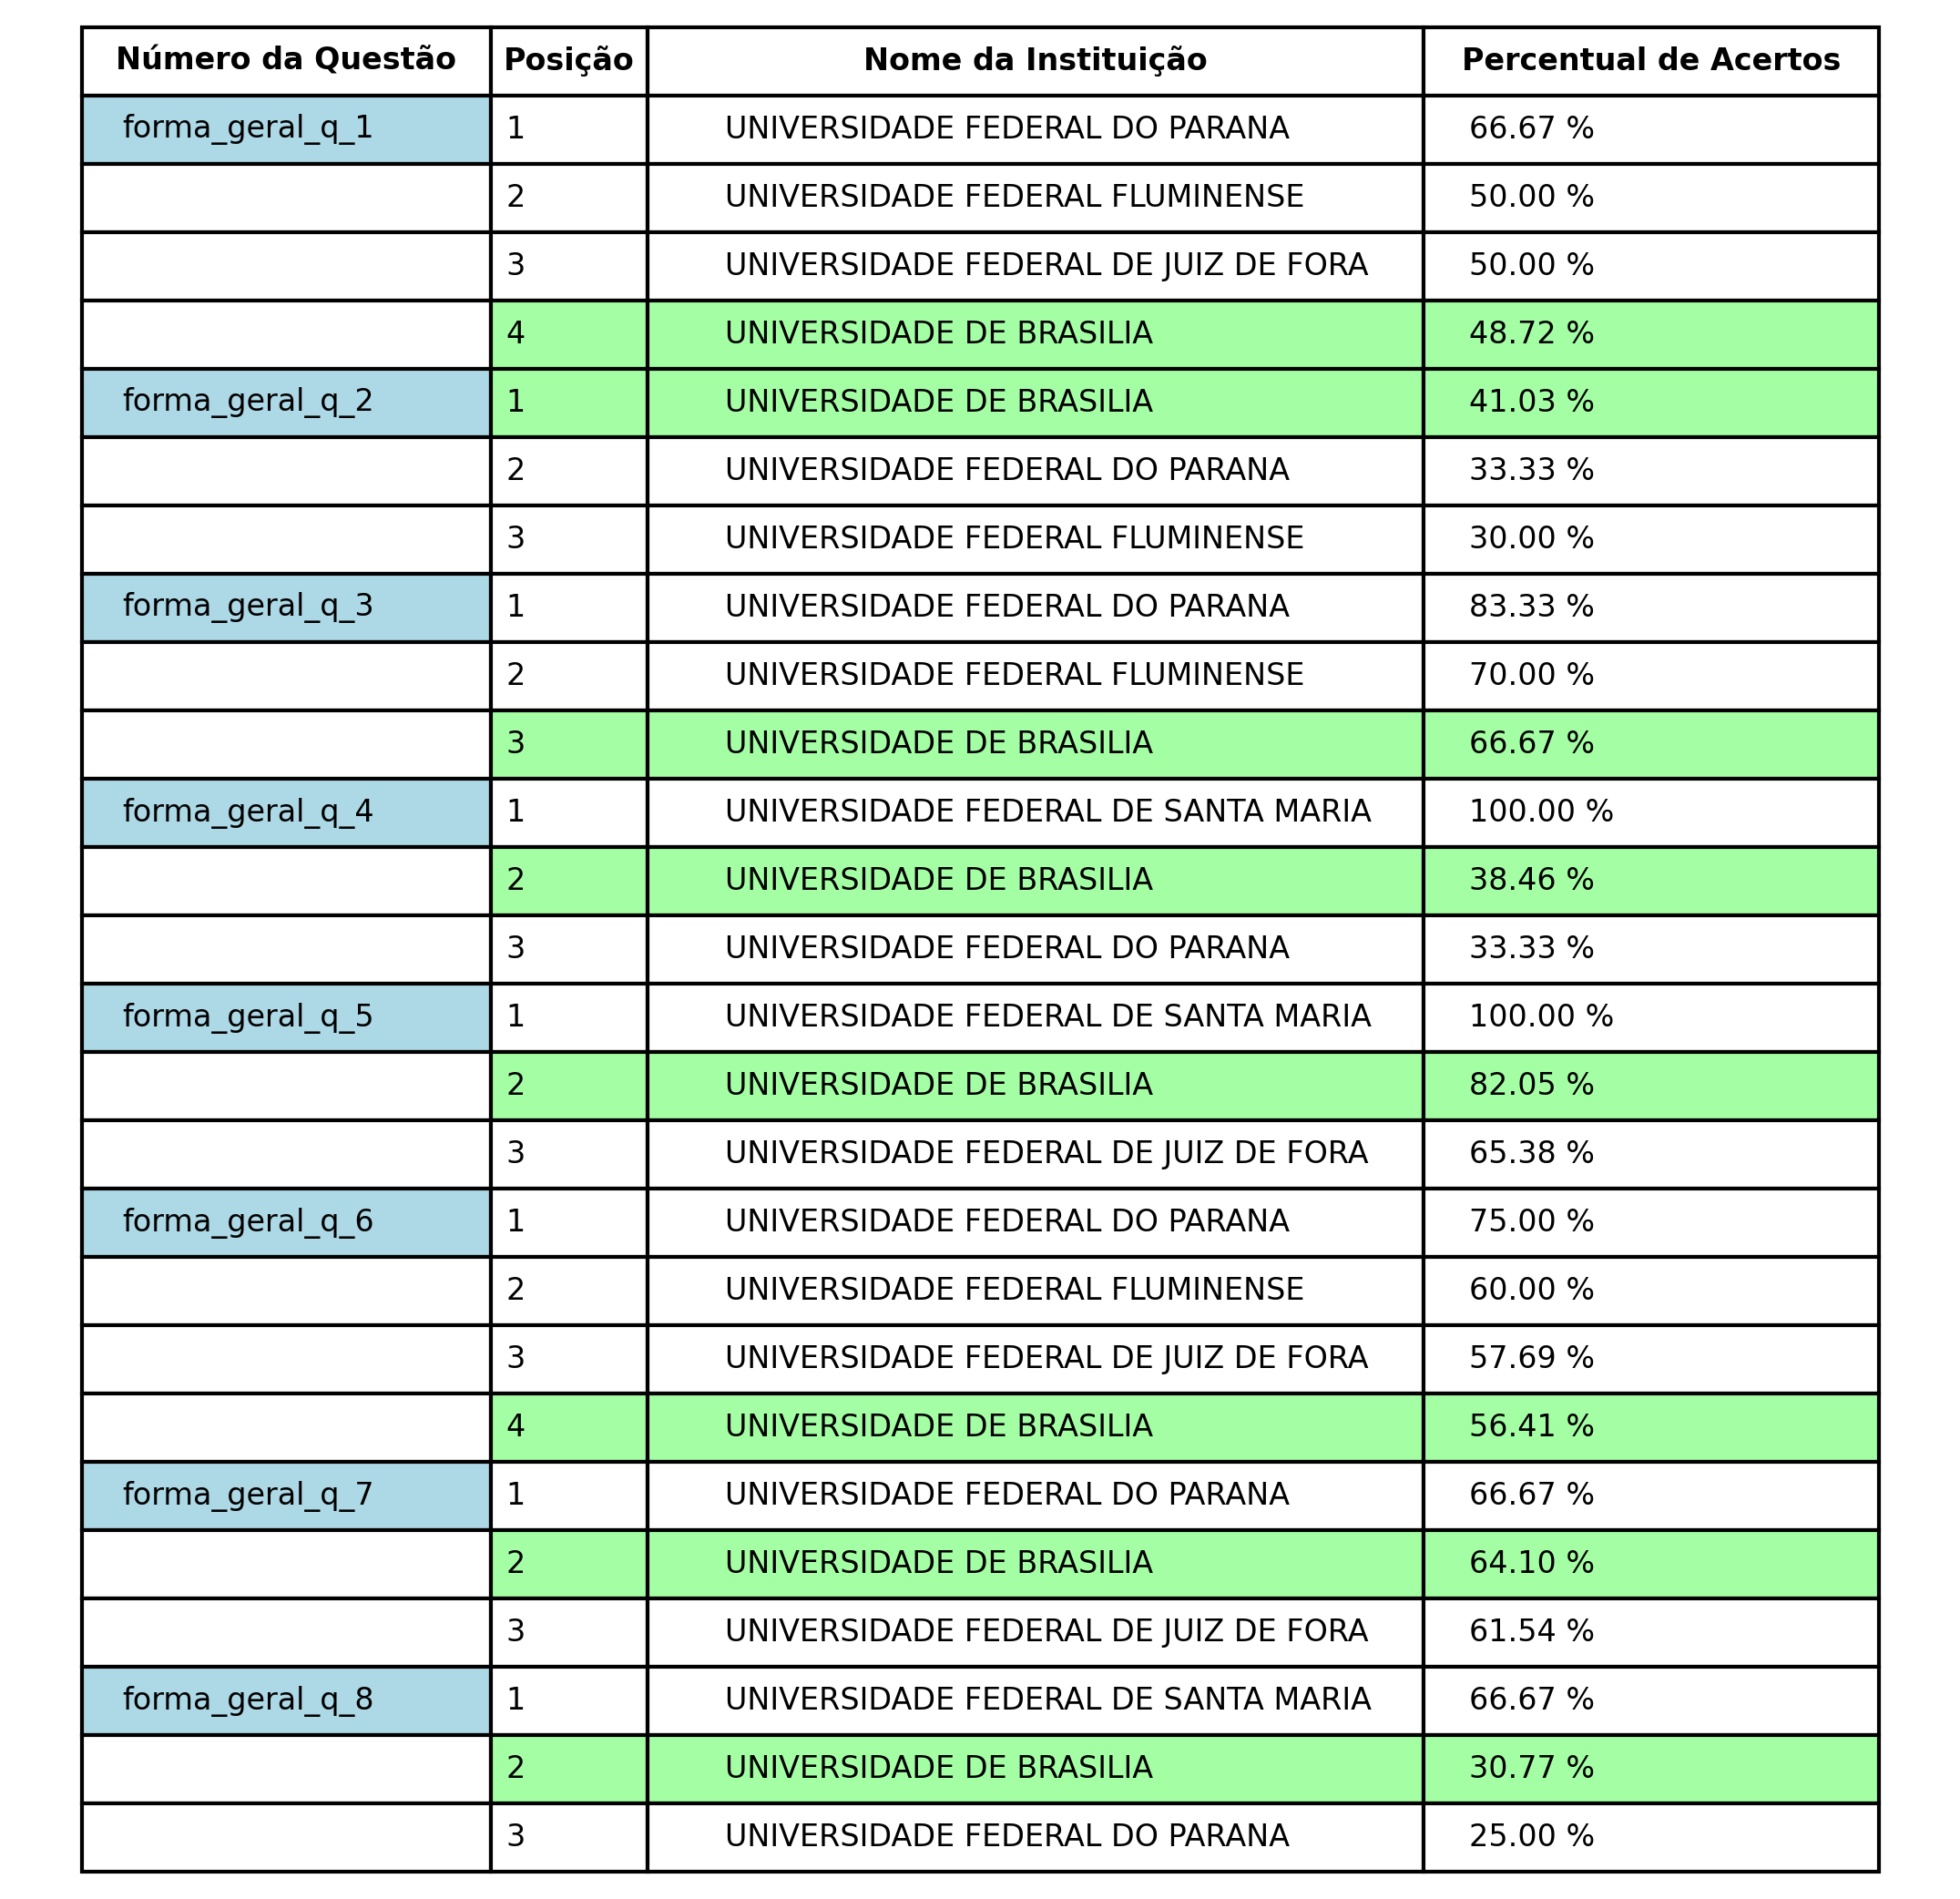 Número da Questão Posição Nome da Instituição Percentual de Acertos
forma_geral_q_1 1 UNIVERSIDADE FEDERAL DO PARANA 66.67 %
2 UNIVERSIDADE FEDERAL FLUMINENSE 50.00 %
3 UNIVERSIDADE FEDERAL DE JUIZ DE FORA 50.00 %
4 UNIVERSIDADE DE BRASILIA 48.72 %
forma_geral_q_2 1 UNIVERSIDADE DE BRASILIA 41.03 %
2 UNIVERSIDADE FEDERAL DO PARANA 33.33 %
3 UNIVERSIDADE FEDERAL FLUMINENSE 30.00 %
forma_geral_q_3 1 UNIVERSIDADE FEDERAL DO PARANA 83.33 %
2 UNIVERSIDADE FEDERAL FLUMINENSE 70.00 %
3 UNIVERSIDADE DE BRASILIA 66.67 %
forma_geral_q_4 1 UNIVERSIDADE FEDERAL DE SANTA MARIA 100.00 %
2 UNIVERSIDADE DE BRASILIA 38.46 %
3 UNIVERSIDADE FEDERAL DO PARANA 33.33 %
forma_geral_q_5 1 UNIVERSIDADE FEDERAL DE SANTA MARIA 100.00 %
2 UNIVERSIDADE DE BRASILIA 82.05 %
3 UNIVERSIDADE FEDERAL DE JUIZ DE FORA 65.38 %
forma_geral_q_6 1 UNIVERSIDADE FEDERAL DO PARANA 75.00 %
2 UNIVERSIDADE FEDERAL FLUMINENSE 60.00 %
3 UNIVERSIDADE FEDERAL DE JUIZ DE FORA 57.69 %
4 UNIVERSIDADE DE BRASILIA 56.41 %
forma_geral_q_7 1 UNIVERSIDADE FEDERAL DO PARANA 66.67 %
2 UNIVERSIDADE DE BRASILIA 64.10 %
3 UNIVERSIDADE FEDERAL DE JUIZ DE FORA 61.54 %
forma_geral_q_8 1 UNIVERSIDADE FEDERAL DE SANTA MARIA 66.67 %
2 UNIVERSIDADE DE BRASILIA 30.77 %
3 UNIVERSIDADE FEDERAL DO PARANA 25.00 %